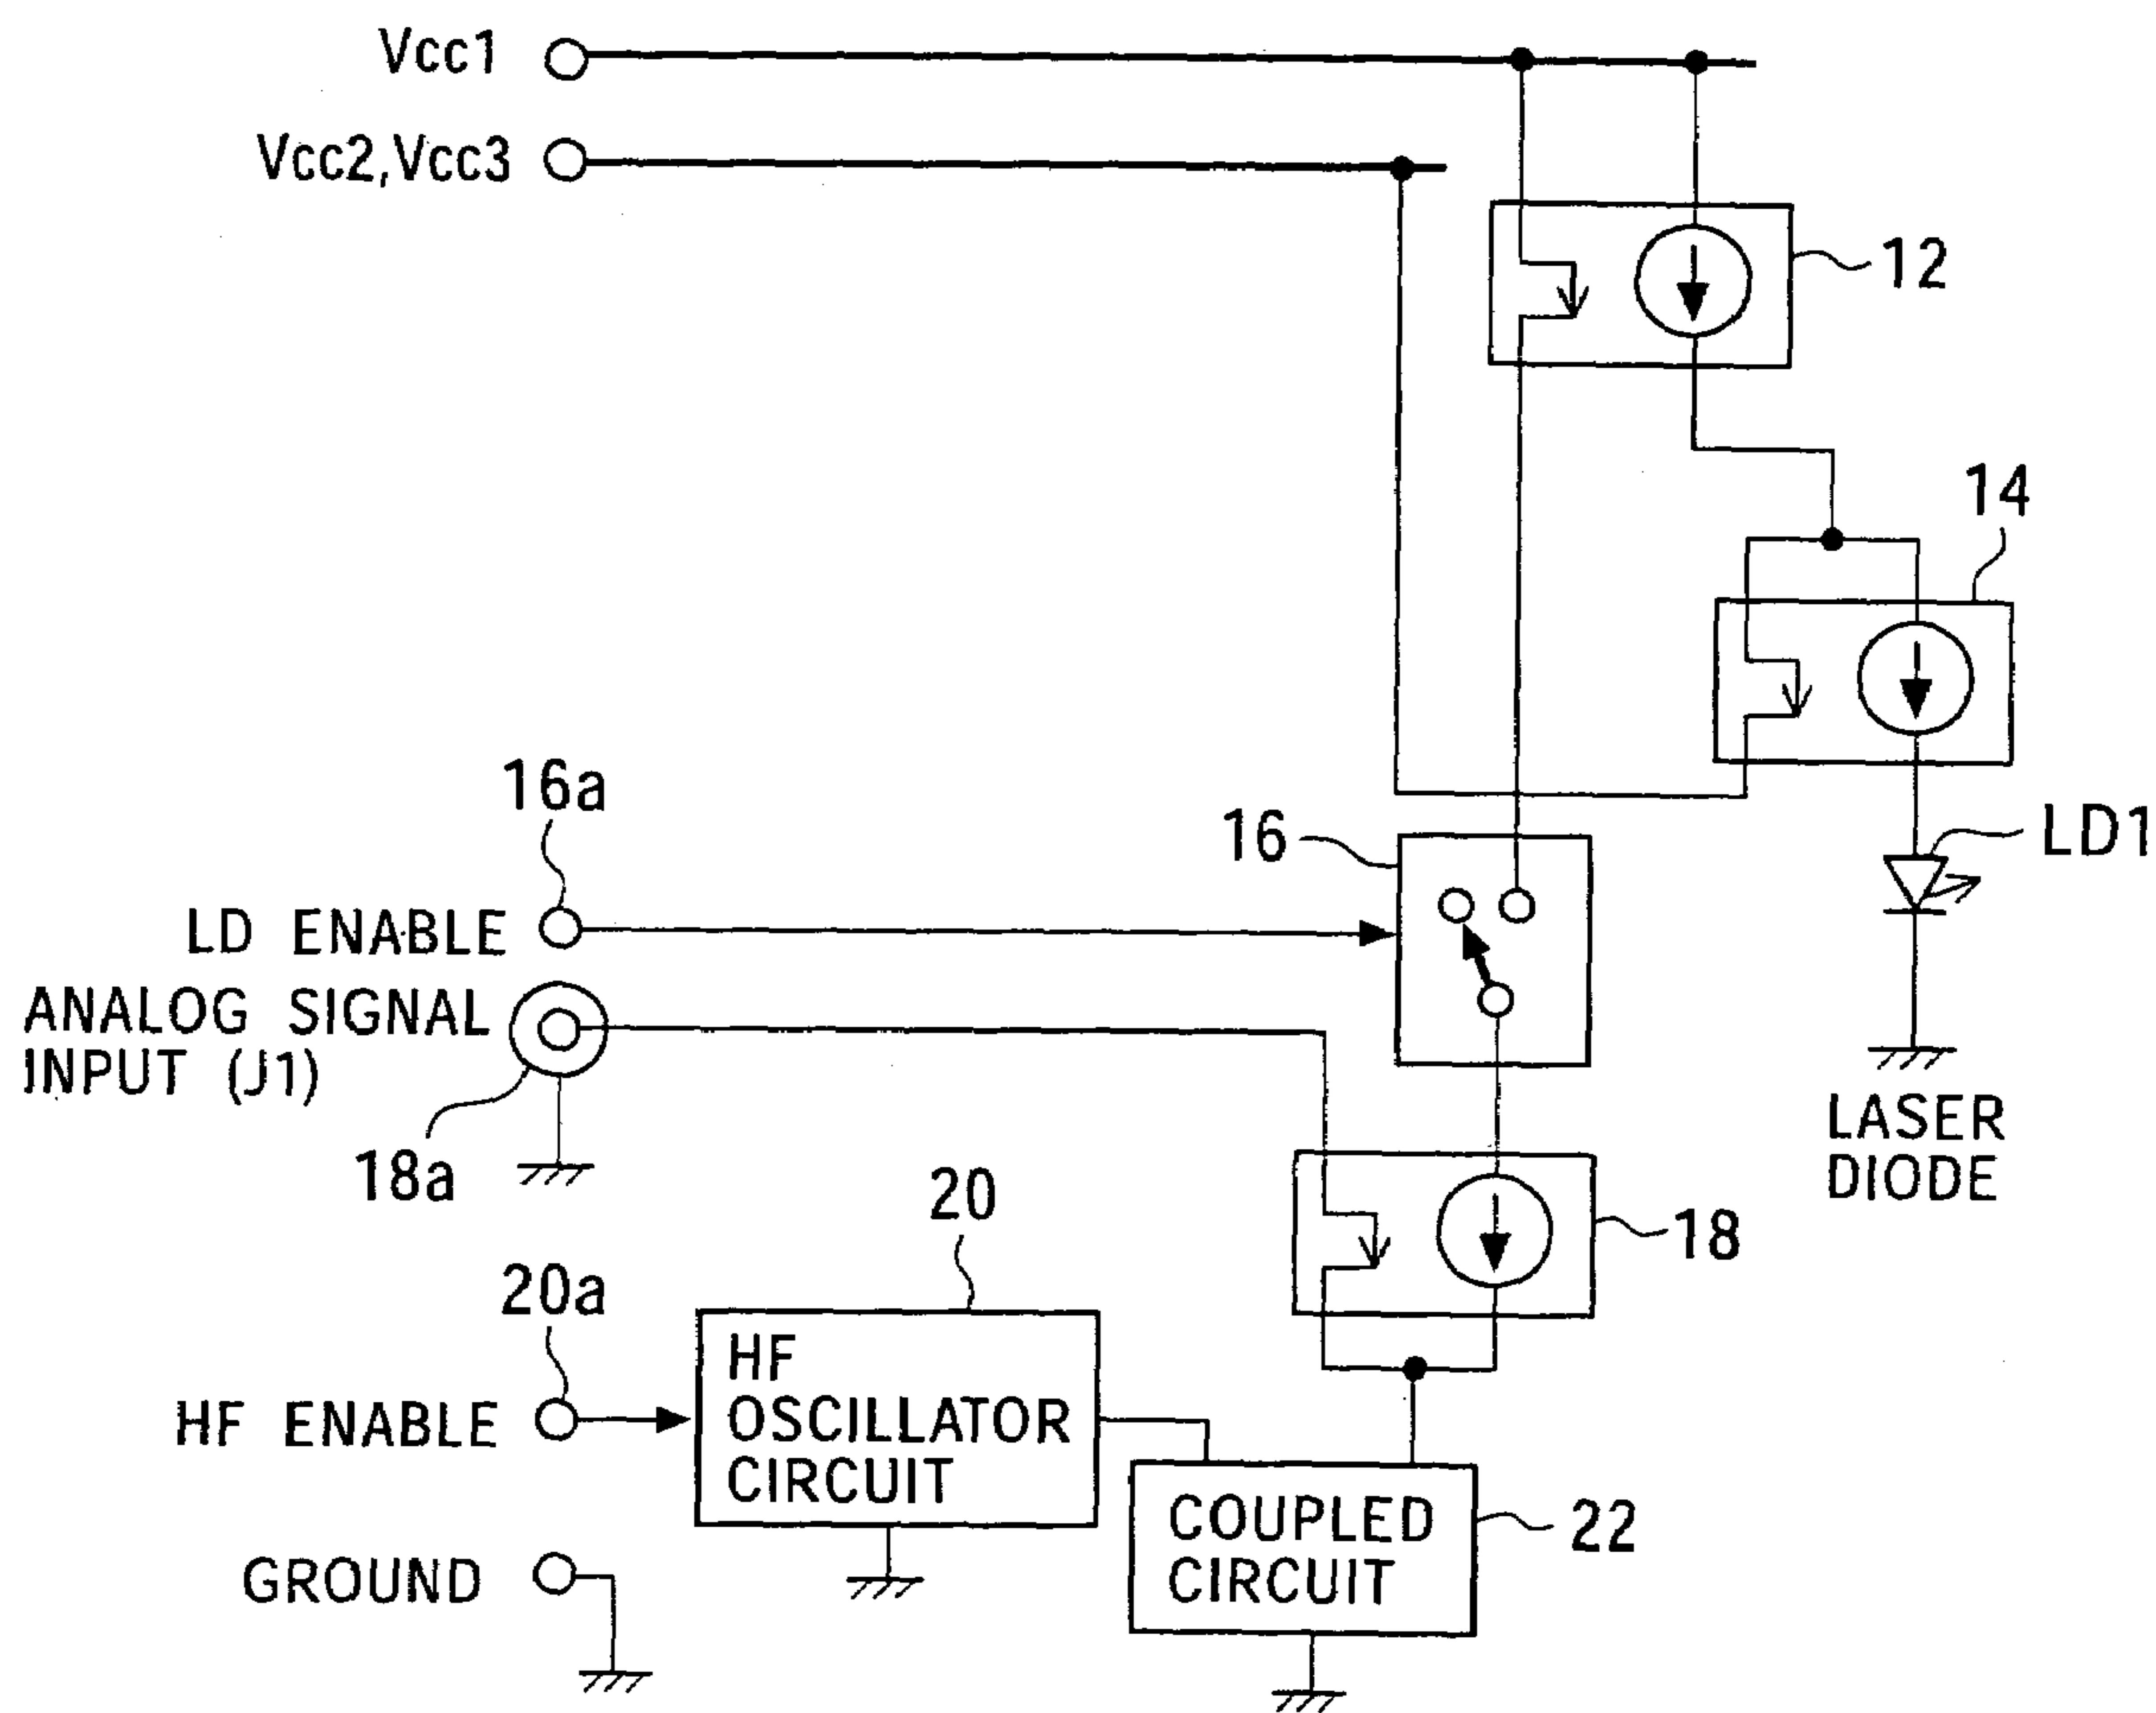 Vcc1
Vcc2,Vcc3
12
14
16a
16
LD1
LD ENABLE
ANALOG SIGNAL
INPUT (J1)
18a
LASER
DIODE
20
18
20a
HF
OSCILLATOR
CIRCUIT
HF ENABLE
COUPLED
CIRCUIT
22
GROUND